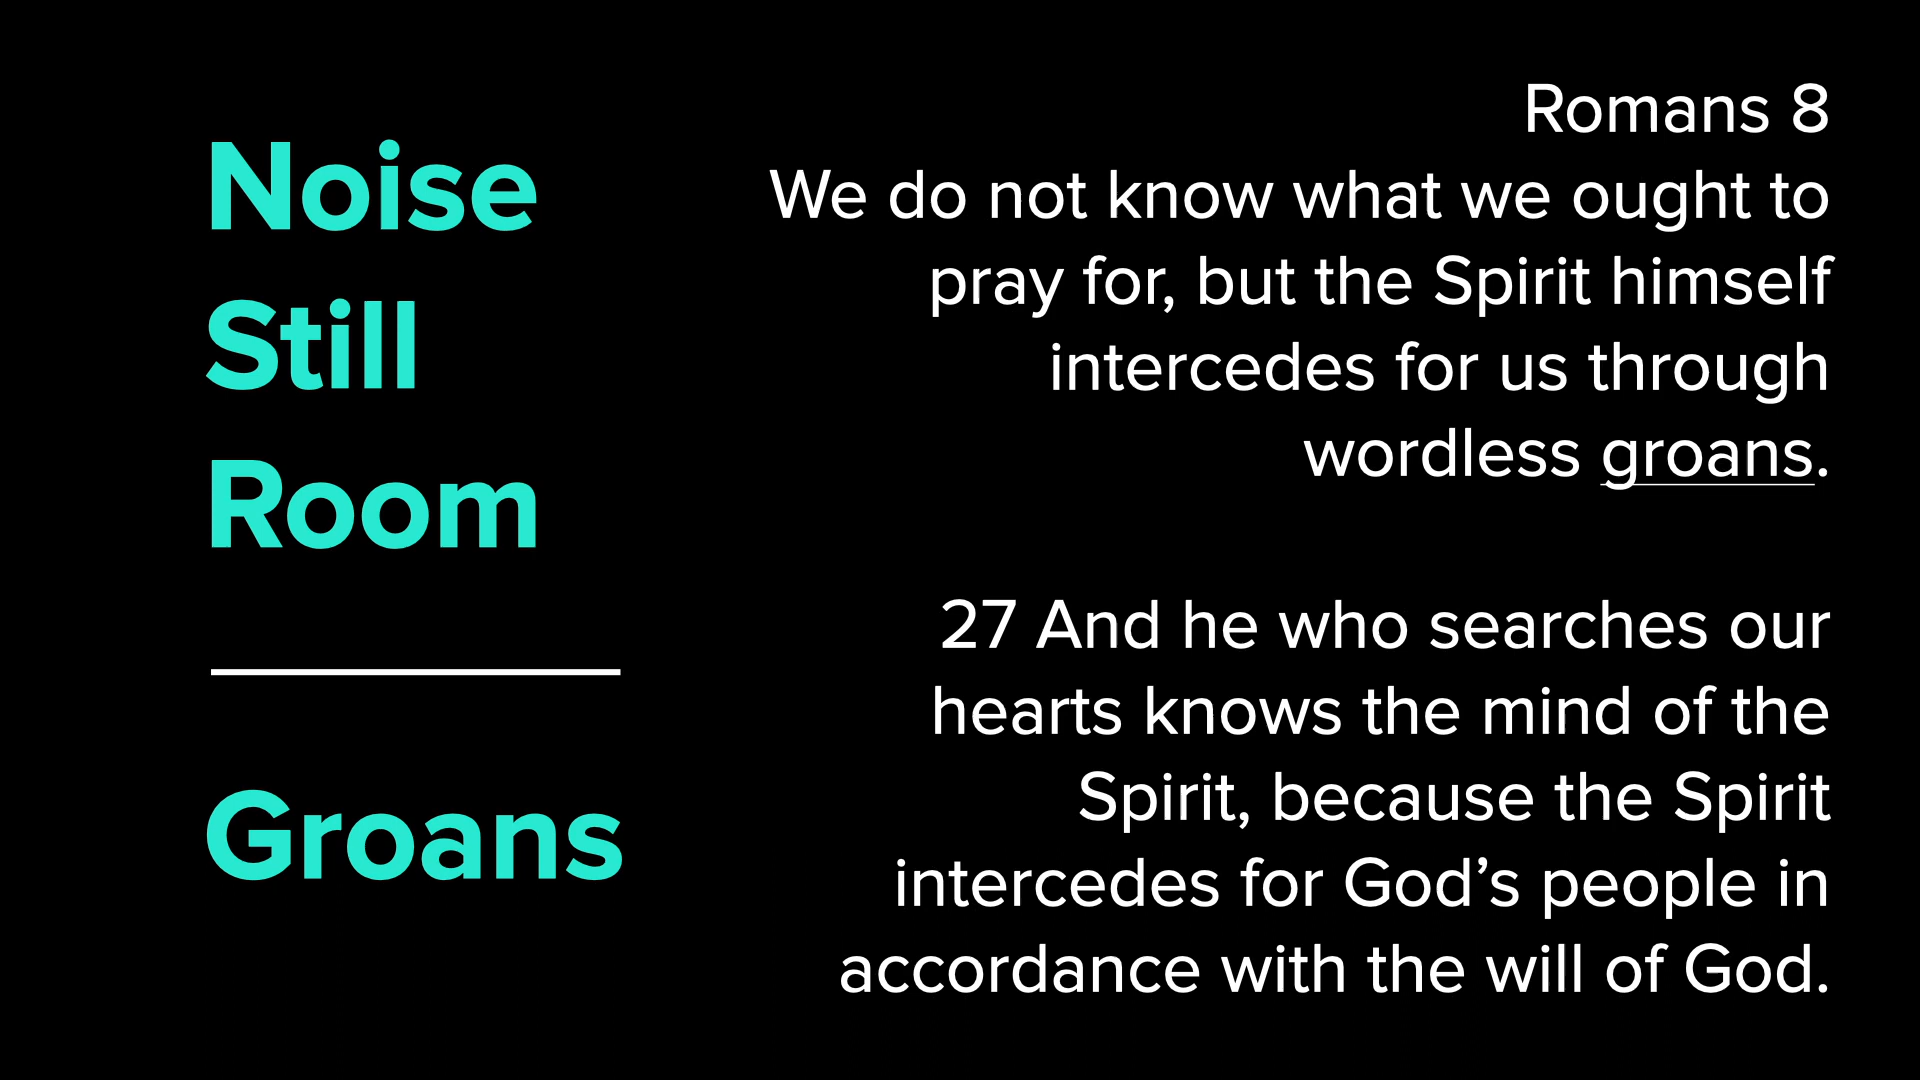 Noise
Still
Room
Groans
Romans 8
We do not know what we ought to
pray for, but the Spirit himself
intercedes for us through
wordless groans.
27 And he who searches our
hearts knows the mind of the
Spirit, because the Spirit
intercedes for God’s people in
accordance with the will of God.